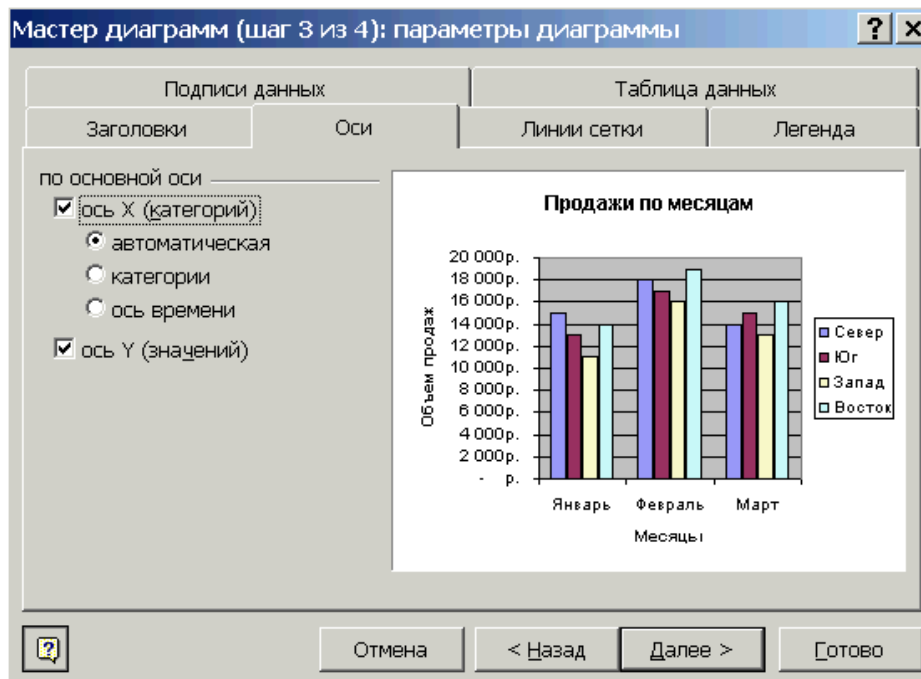 Мастер диаграмм (шаг 3 из 4): параметры диаграммы
Подписи данных
Таблица данных
Заголовки
Оси
Линии сетки
Легенда
по основной оси
ось X (категорий)
автоматическая
категории
ось времени
ось Y (значений)
Продажи по месяцам
20 000р.
18 000р.
16 000р.
14 000р.
12 000р.
10 000р.
8 000р.
6 000р.
4 000р.
2 000р.
- р.
Объем продаж
Январь Февраль Март
Месяцы
Север
Юг
Запад
Восток
Отмена
< Назад
Далее >
Готово